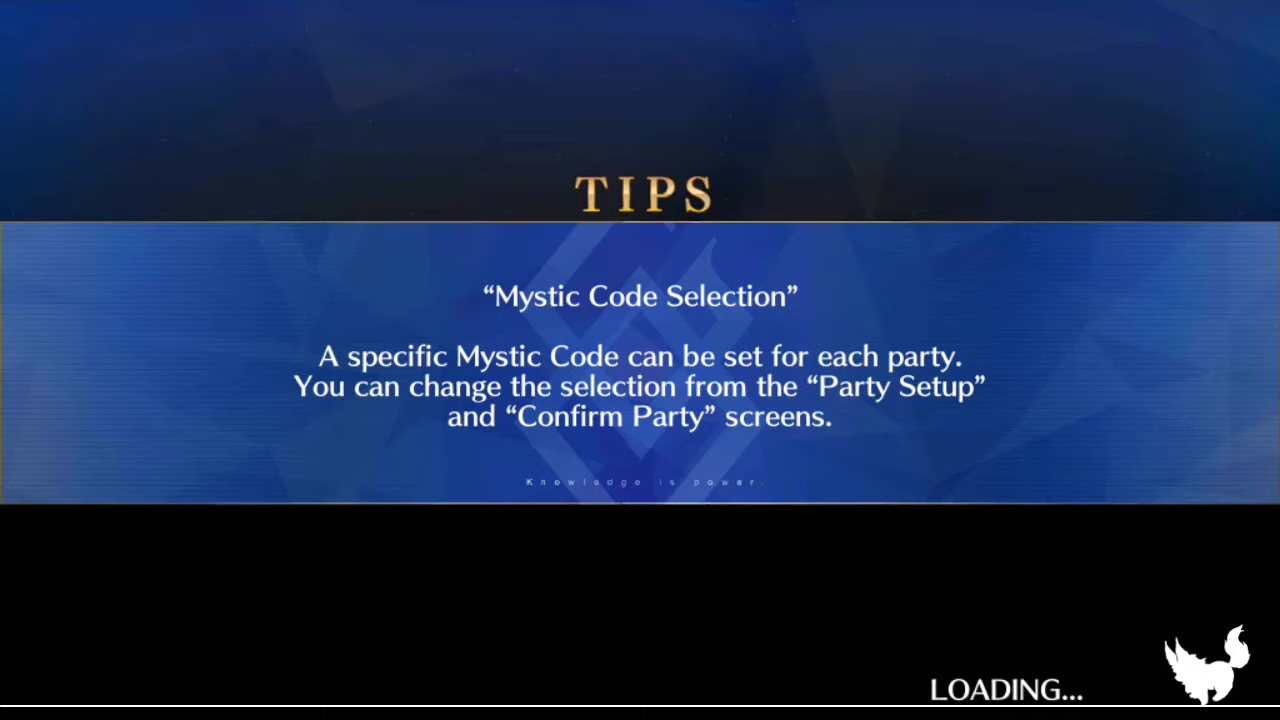 TIPS
“Mystic Code Selection”
A specific Mystic Code can be set for each party.
You can change the selection from the “Party Setup”
and “Confirm Party” screens.
Knowledge is power.
LOADING...